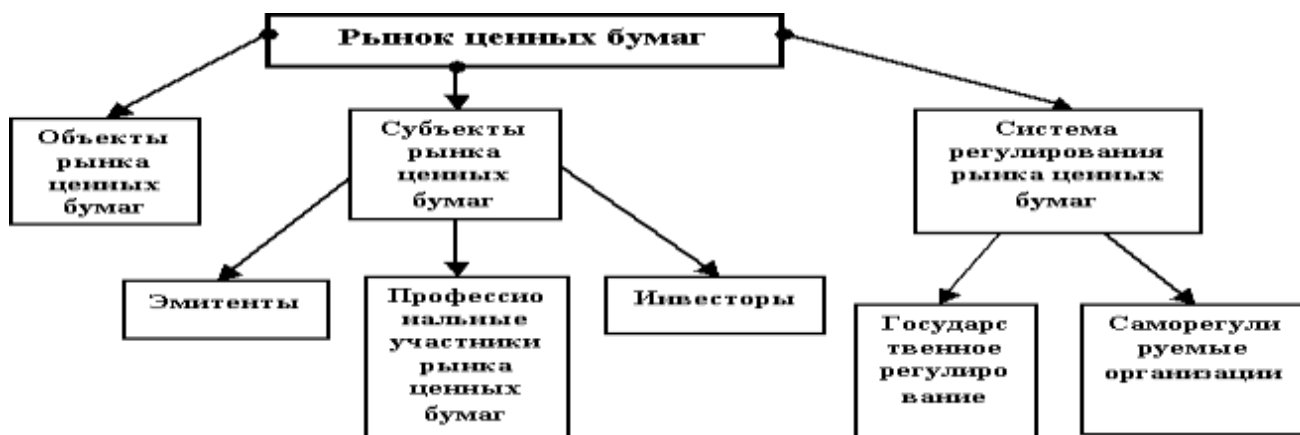 Рынок ценных бумаг
Объекты
рынка
ценных
бумаг
Субъекты
рынка
ценных
бумаг
Система
регулирования
рынка ценных
бумаг
Эмитенты
Профессио
нальные
участники
рынка
ценных
бумаг
Инвесторы
Государс
твенное
регулиро
вание
Саморегули
руемые
организации